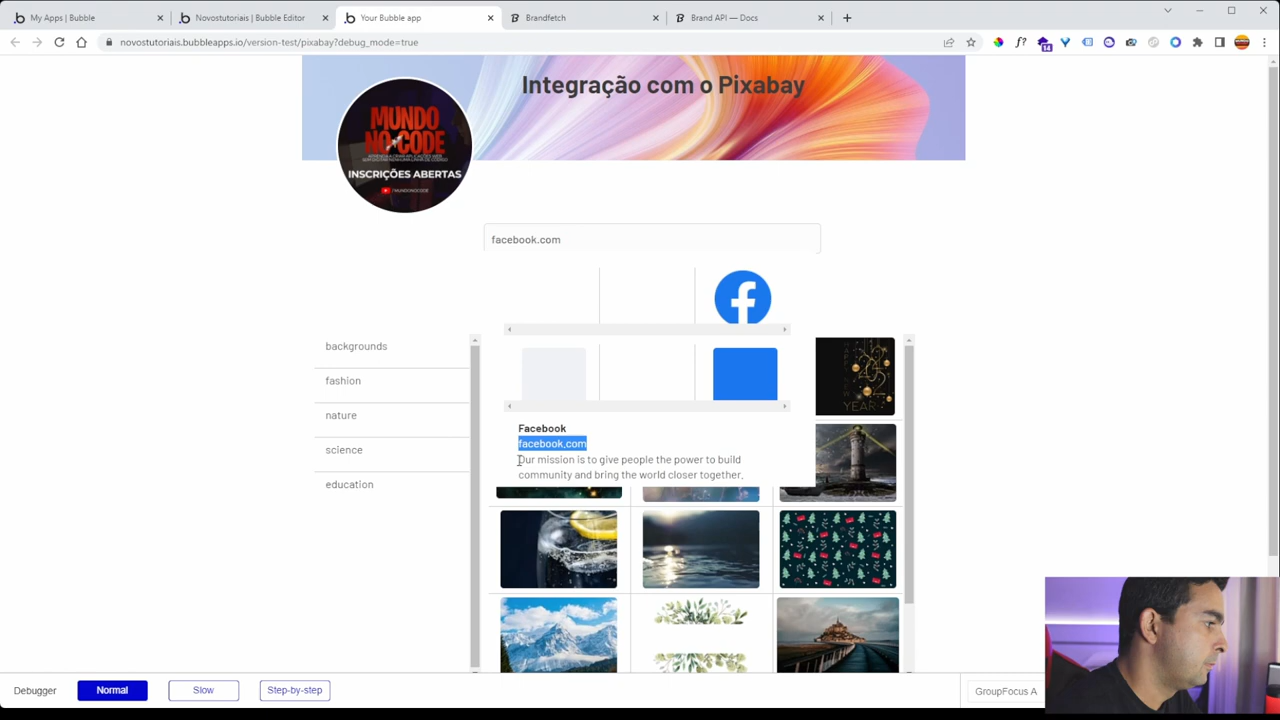 My Apps | Bubble
Novostutoriais | Bubble Editor
Your Bubble app
Brandfetch
Brand API — Docs
novostutoriais.bubbleapps.io/version-test/pixabay?debug_mode=true
f?
14
Integração com o Pixabay
MUNDO
NO CODE
INSCRIÇÕES ABERTAS
/MUNDONOCODE
facebook.com
backgrounds
fashion
nature
science
education
Facebook
facebook.com
Our mission is to give people the power to build
community and bring the world closer together.
YEAR
Debugger
Normal
Slow
Step-by-step
GroupFocus A